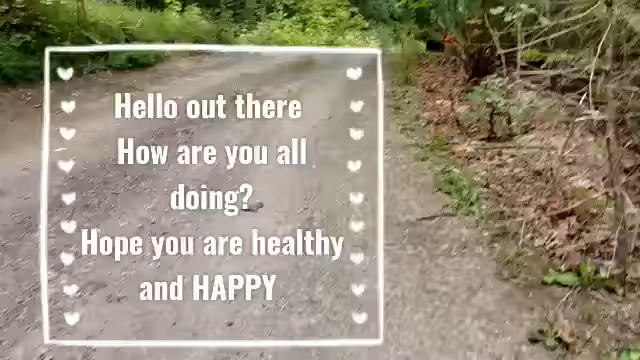 Hello out there
How are you all
doing?
Hope you are healthy
and HAPPY